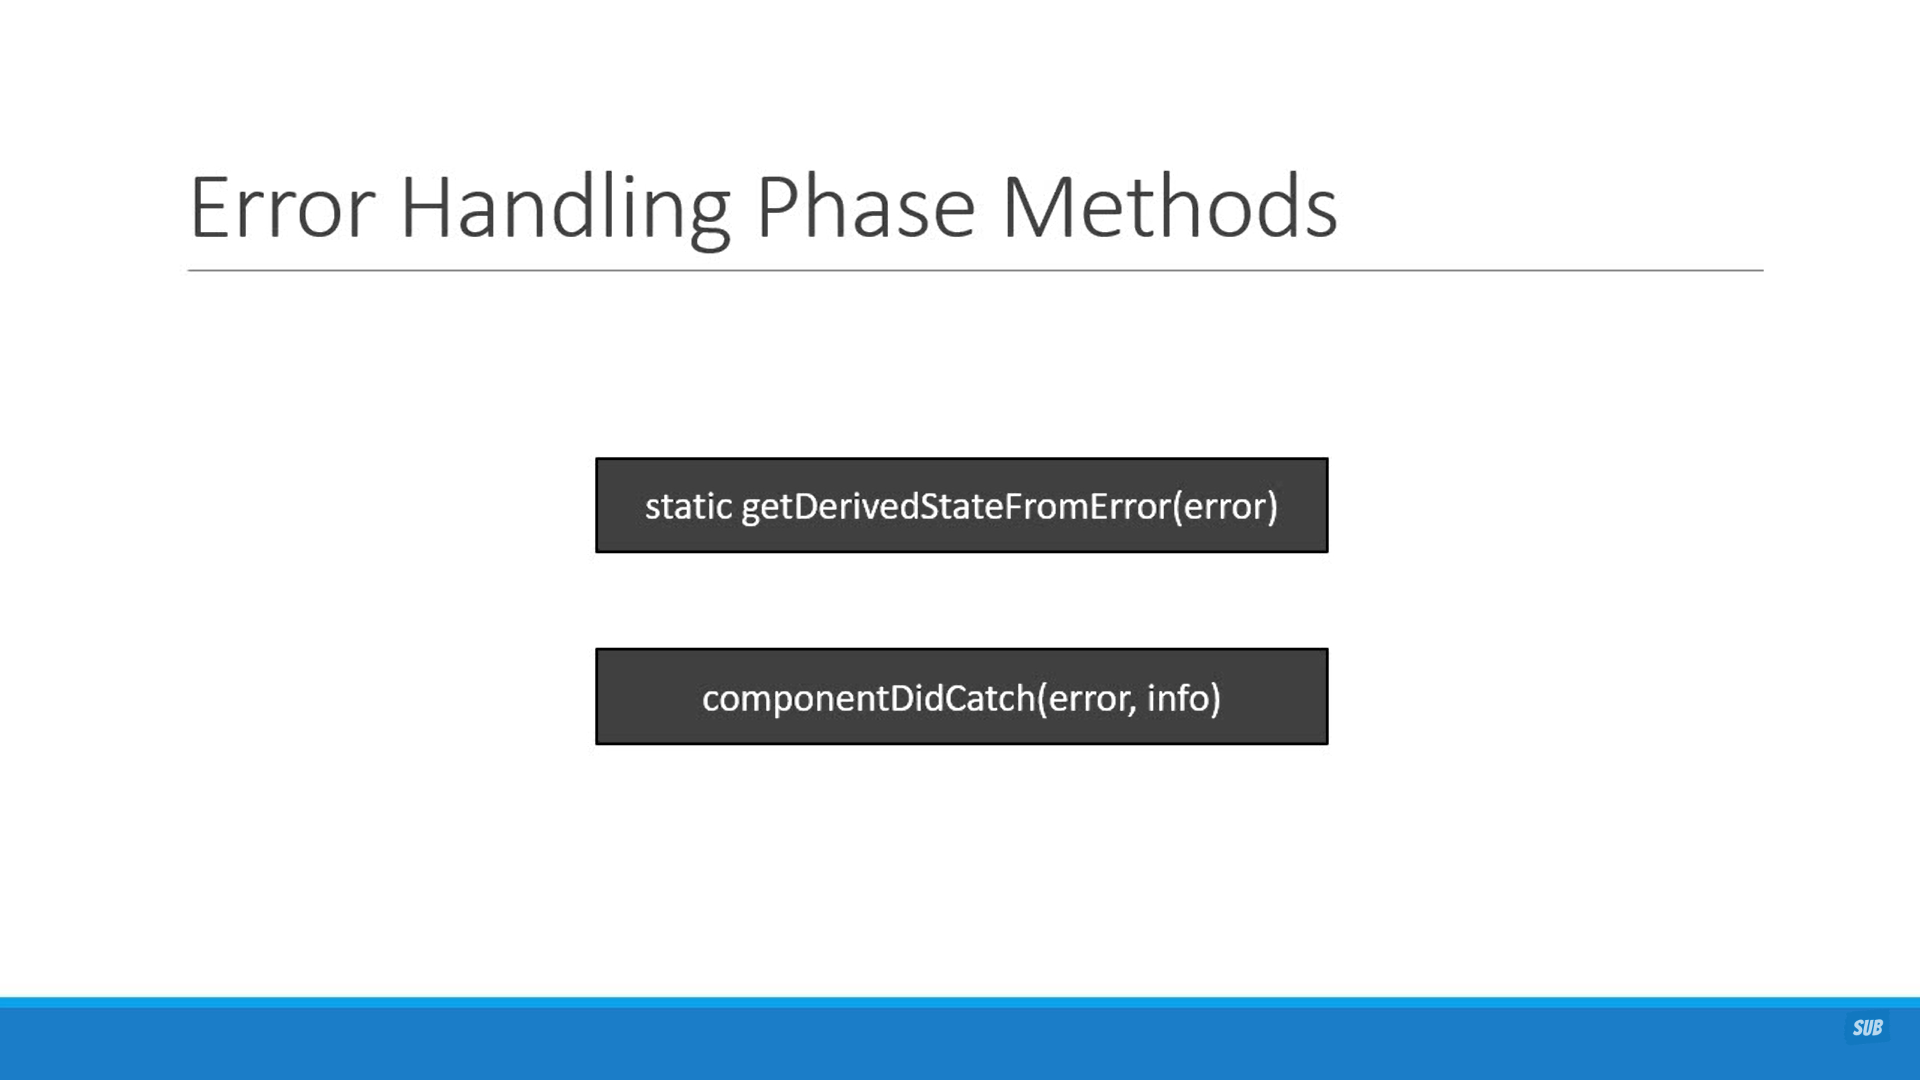 Error Handling Phase Methods
static getDerivedStateFromError(error)
componentDidCatch(error, info)
SUB